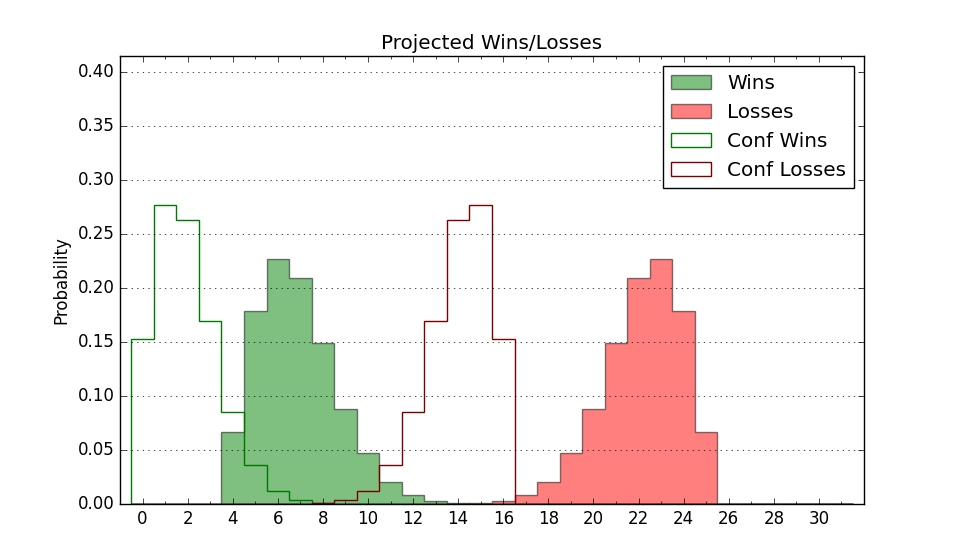 Projected Wins/Losses
0.40
0.35
0.30
0.25
0.20
0.15
0.10
0.05
0.00
Probability
Wins
Losses
Conf Wins
Conf Losses
0 2 4 6 8 10 12 14 16 18 20 22 24 26 28 30